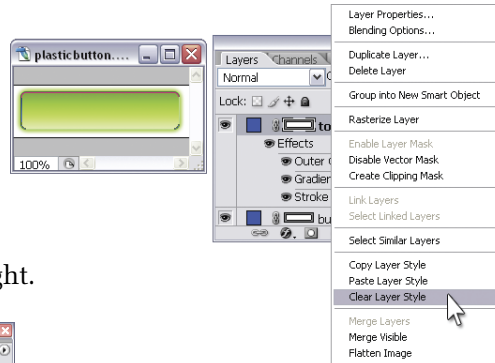 plasticbutton....
100%
Layers
Channels
Normal
Lock:
to
Effects
Outer
Stroke
bu
Layer Properties...
Blending Options...
Duplicate Layer...
Delete Layer
Group into New Smart Object
Rasterize Layer
Enable Layer Mask
Disable Vector Mask
Create Clipping Mask
Link Layers
Select Linked Layers
Select Similar Layers
Copy Layer Style
Paste Layer Style
Clear Layer Style
Merge Layers
Merge Visible
Flatten Image
ght.